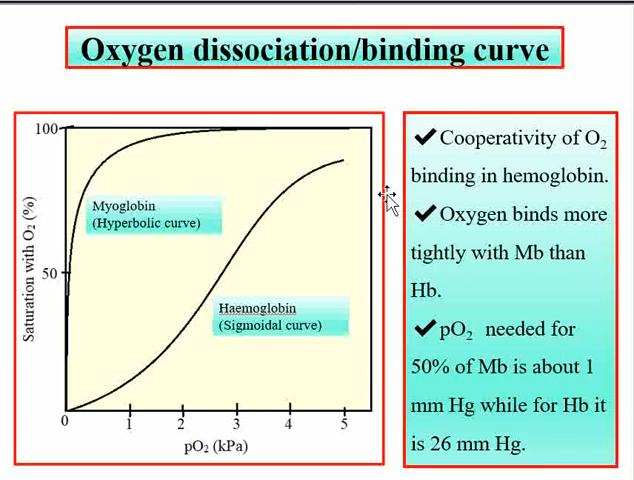 Oxygen dissociation/binding curve
100
50
0
1
2
3
4
5
Saturation with O₂ (%)
pO₂ (kPa)
Myoglobin
(Hyperbolic curve)
Haemoglobin
(Sigmoidal curve)
✔Cooperativity of O₂
binding in hemoglobin.
✔Oxygen binds more
tightly with Mb than
Hb.
✔pO₂ needed for
50% of Mb is about 1
mm Hg while for Hb it
is 26 mm Hg.